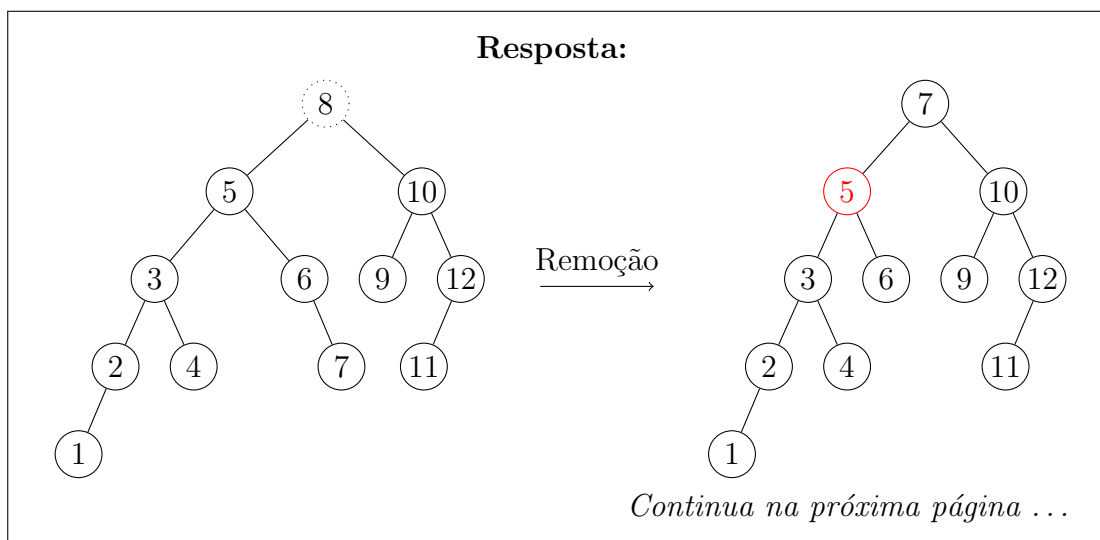 Resposta:
8 7
5 10 5 10
3 6 9 12 Remoção 3 6 9 12
2 4 7 11 2 4 11
1 1
Continua na próxima página ...